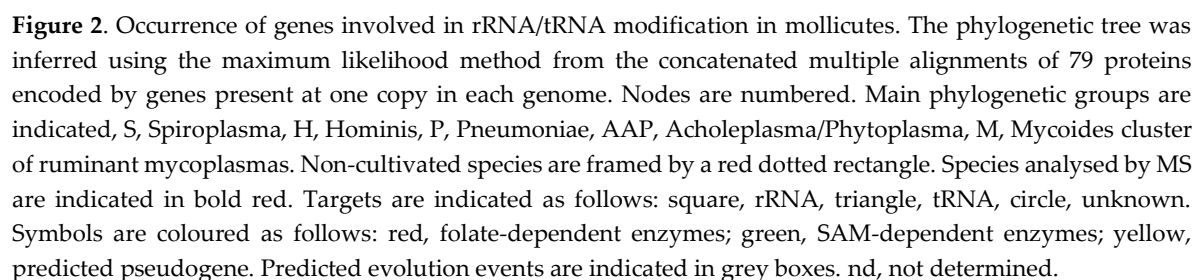 Figure 2. Occurrence of genes involved in rRNA/tRNA modification in mollicutes. The phylogenetic tree was
inferred using the maximum likelihood method from the concatenated multiple alignments of 79 proteins
encoded by genes present at one copy in each genome. Nodes are numbered. Main phylogenetic groups are
indicated, S, Spiroplasma, H, Hominis, P, Pneumoniae, AAP, Acholeplasma/Phytoplasma, M, Mycoides cluster
of ruminant mycoplasmas. Non-cultivated species are framed by a red dotted rectangle. Species analysed by MS
are indicated in bold red. Targets are indicated as follows: square, rRNA, triangle, tRNA, circle, unknown.
Symbols are coloured as follows: red, folate-dependent enzymes; green, SAM-dependent enzymes; yellow,
predicted pseudogene. Predicted evolution events are indicated in grey boxes. nd, not determined.